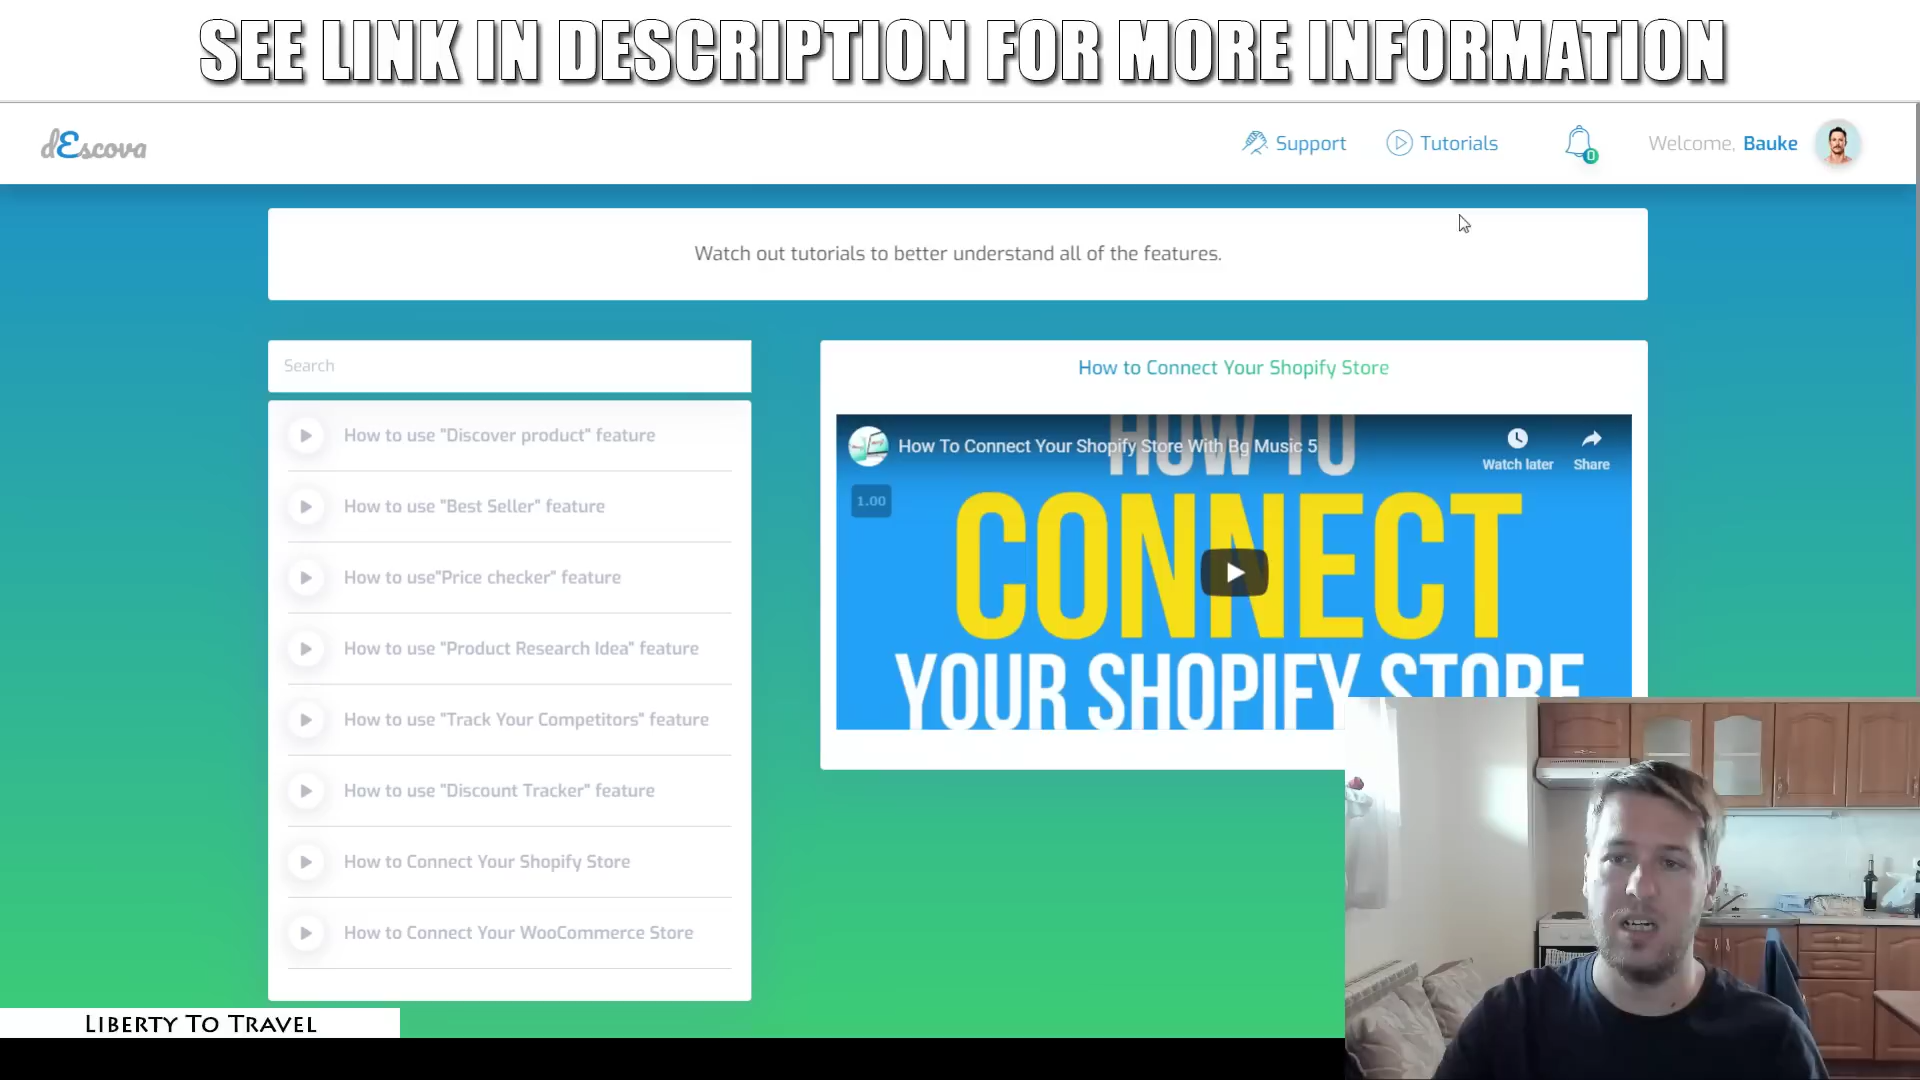 SEE LINK IN DESCRIPTION FOR MORE INFORMATION
dEscova
Support
Tutorials
0
Welcome, Bauke
Watch out tutorials to better understand all of the features.
Search
How to use "Discover product" feature
How to use "Best Seller" feature
How to use"Price checker" feature
How to use "Product Research Idea" feature
How to use "Track Your Competitors" feature
How to use "Discount Tracker" feature
How to Connect Your Shopify Store
How to Connect Your WooCommerce Store
How to Connect Your Shopify Store
How To Connect Your Shopify Store With Bg Music 5
Watch later
Share
1.00
HOW TO
CONNECT
YOUR SHOPIFY STORE
LIBERTY TO TRAVEL